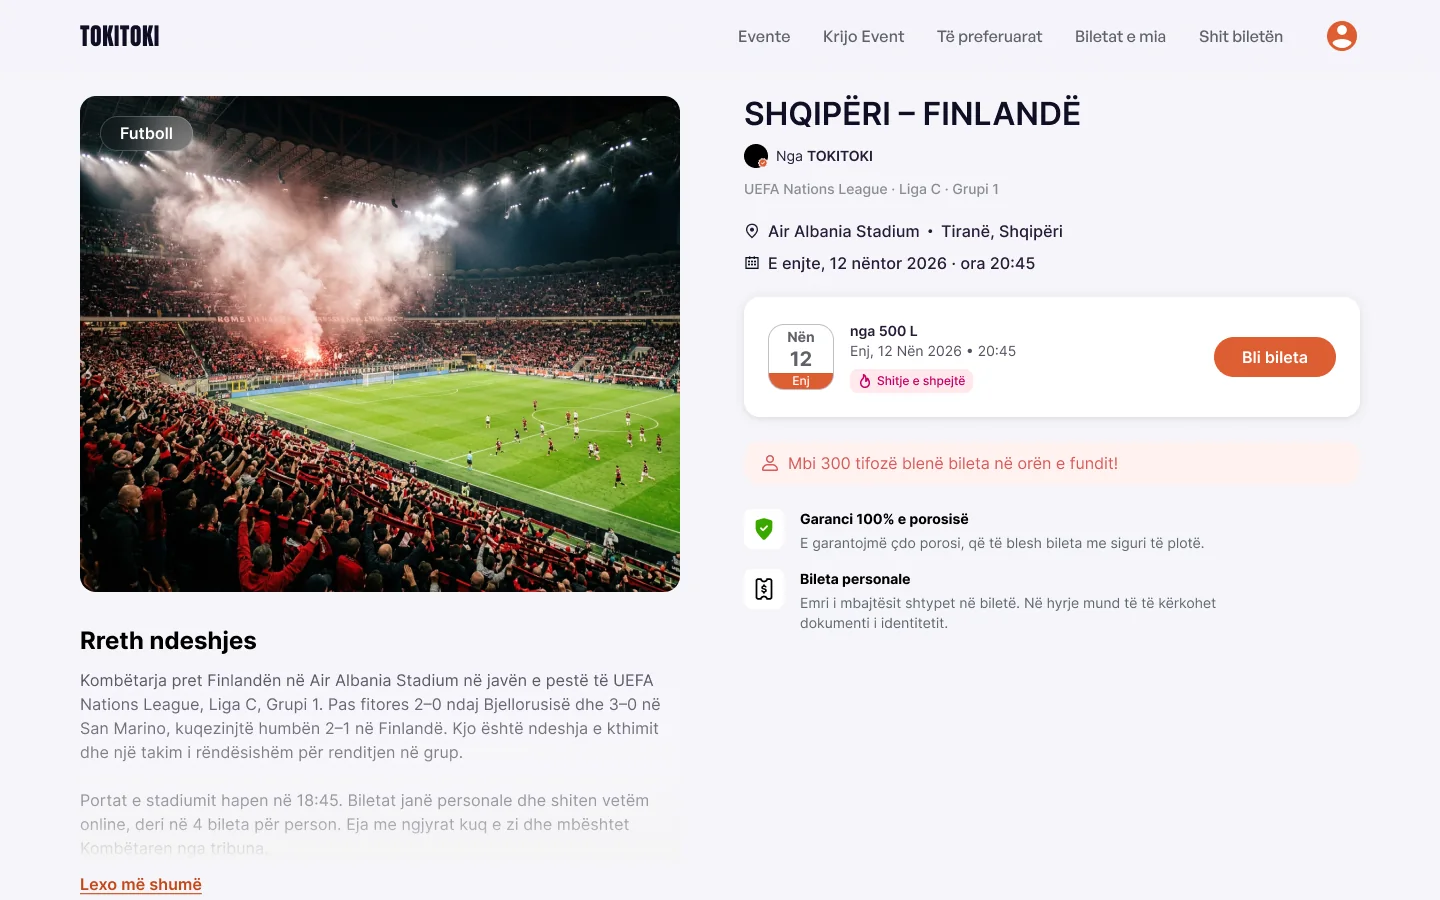 TOKITOKI
Evente
Krijo Event
Të preferuarat
Biletat e mia
Shit biletën
Futboll
SHQIPËRI – FINLANDË
Nga TOKITOKI
UEFA Nations League · Liga C · Grupi 1
Air Albania Stadium • Tiranë, Shqipëri
E enjte, 12 nëntor 2026 · ora 20:45
Nën
12
Enj
nga 500 L
Enj, 12 Nën 2026 • 20:45
Shitje e shpejtë
Bli bileta
Mbi 300 tifozë blenë bileta në orën e fundit!
Garanci 100% e porosisë
E garantojmë çdo porosi, që të blesh bileta me siguri të plotë.
Bileta personale
Emri i mbajtësit shtypet në biletë. Në hyrje mund të të kërkohet
dokumenti i identitetit.
Rreth ndeshjes
Kombëtarja pret Finlandën në Air Albania Stadium në javën e pestë të UEFA
Nations League, Liga C, Grupi 1. Pas fitores 2–0 ndaj Bjellorusisë dhe 3–0 në
San Marino, kuqezinjtë humbën 2–1 në Finlandë. Kjo është ndeshja e kthimit
dhe një takim i rëndësishëm për renditjen në grup.
Portat e stadiumit hapen në 18:45. Biletat janë personale dhe shiten vetëm
online, deri në 4 bileta për person. Eja me ngjyrat kuq e zi dhe mbështet
Kombëtaren nga tribuna.
Lexo më shumë